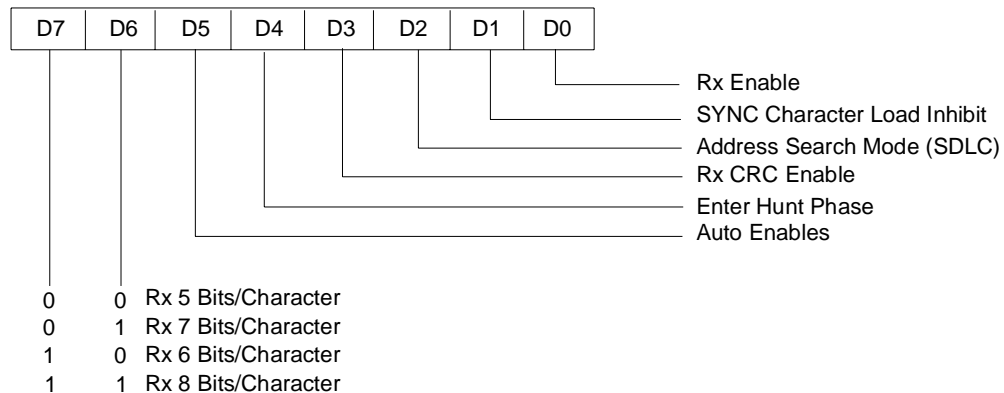 D7 D6 D5 D4 D3 D2 D1 D0
Rx Enable
SYNC Character Load Inhibit
Address Search Mode (SDLC)
Rx CRC Enable
Enter Hunt Phase
Auto Enables
0 0 Rx 5 Bits/Character
0 1 Rx 7 Bits/Character
1 0 Rx 6 Bits/Character
1 1 Rx 8 Bits/Character